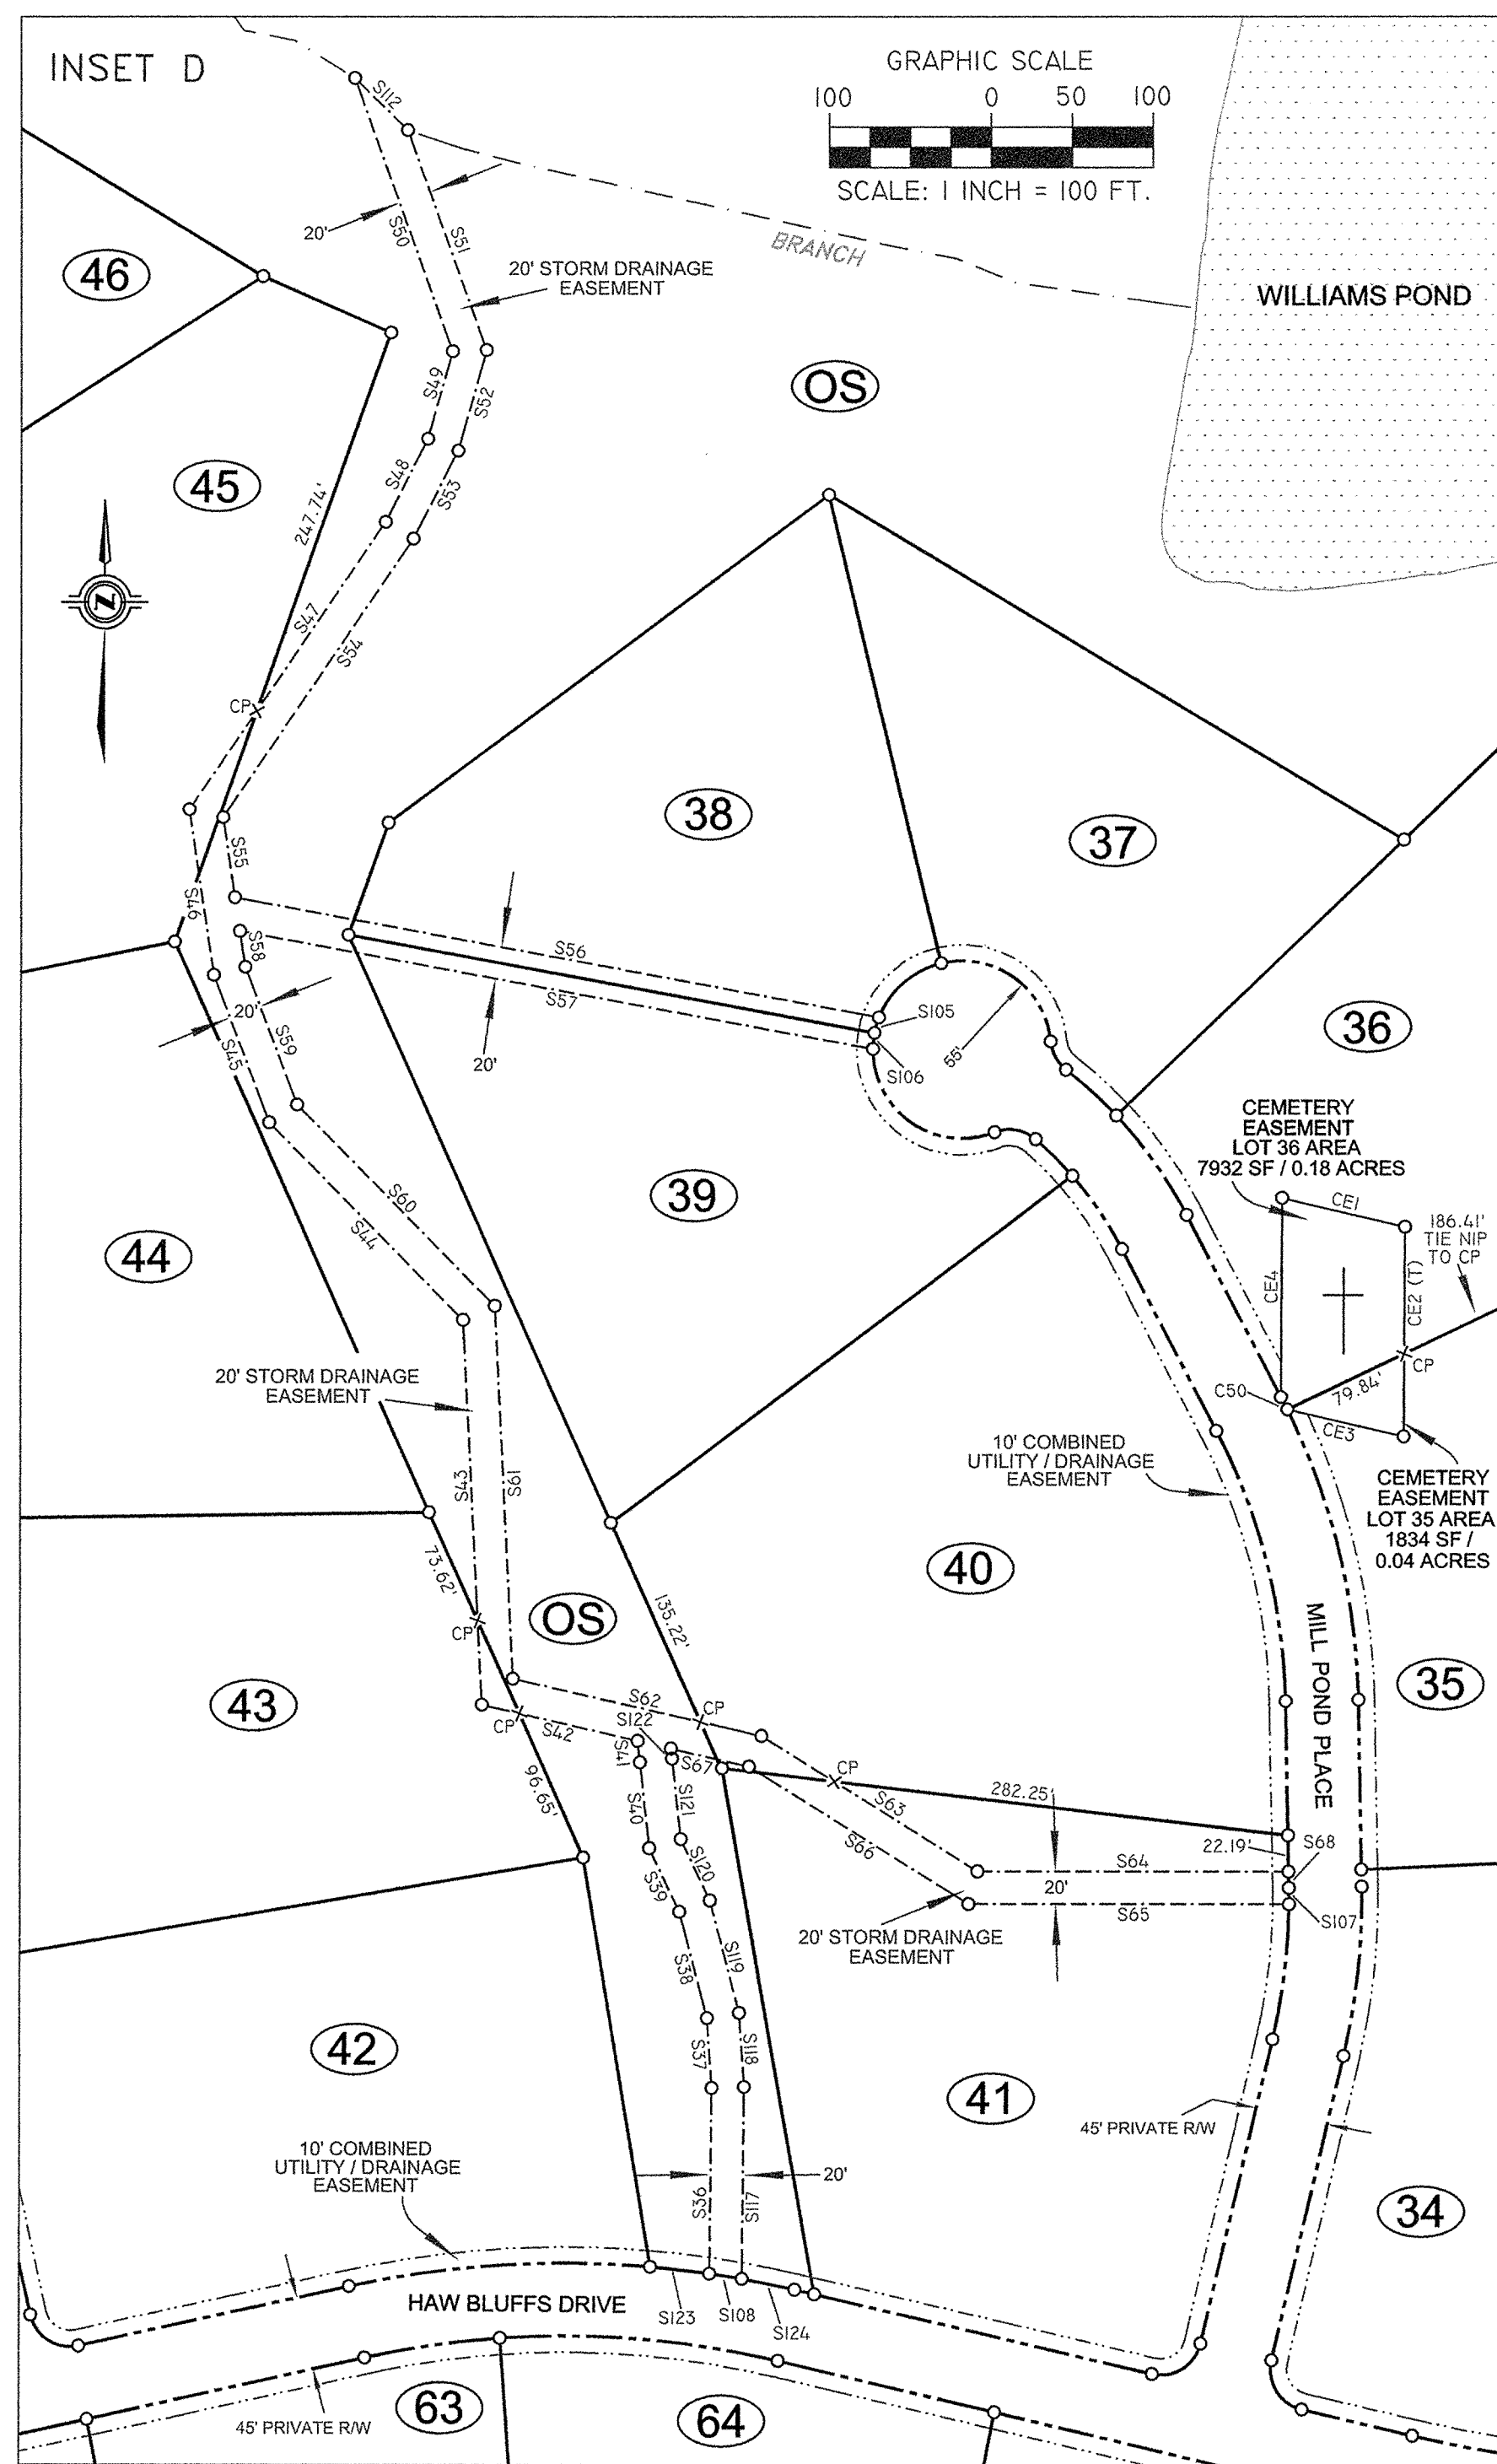 INSET D
GRAPHIC SCALE
100 0 50 100
SCALE: 1 INCH = 100 FT.
S112
20'
S50
S51
20' STORM DRAINAGE
EASEMENT
BRANCH
WILLIAMS POND
46
OS
S49
S52
45
247.74'
S48
S53
N
S47
S54
CP
38
37
S55
S46
S58
S56
S57
20'
S105
S106
55'
36
20'
S45
S59
CEMETERY
EASEMENT
LOT 36 AREA
7932 SF / 0.18 ACRES
39
S60
S44
CE1
186.41'
TIE NIP
TO CP
44
CE4
CE2 (T)
CP
20' STORM DRAINAGE
EASEMENT
C50
79.84'
CE3
10' COMBINED
UTILITY / DRAINAGE
EASEMENT
S43
S61
CEMETERY
EASEMENT
LOT 35 AREA
1834 SF /
0.04 ACRES
73.62'
40
OS
135.22'
MILL POND PLACE
CP
43
35
S62
CP
S122
CP
S42
S41
S67
CP
96.65'
S40
S121
S63
282.25'
S66
22.19'
S68
S64
20'
S120
S39
S65
S107
20' STORM DRAINAGE
EASEMENT
S38
S119
42
S37
S118
41
45' PRIVATE R/W
10' COMBINED
UTILITY / DRAINAGE
EASEMENT
20'
S36
S117
34
HAW BLUFFS DRIVE
S123
S108
S124
63
64
45' PRIVATE R/W